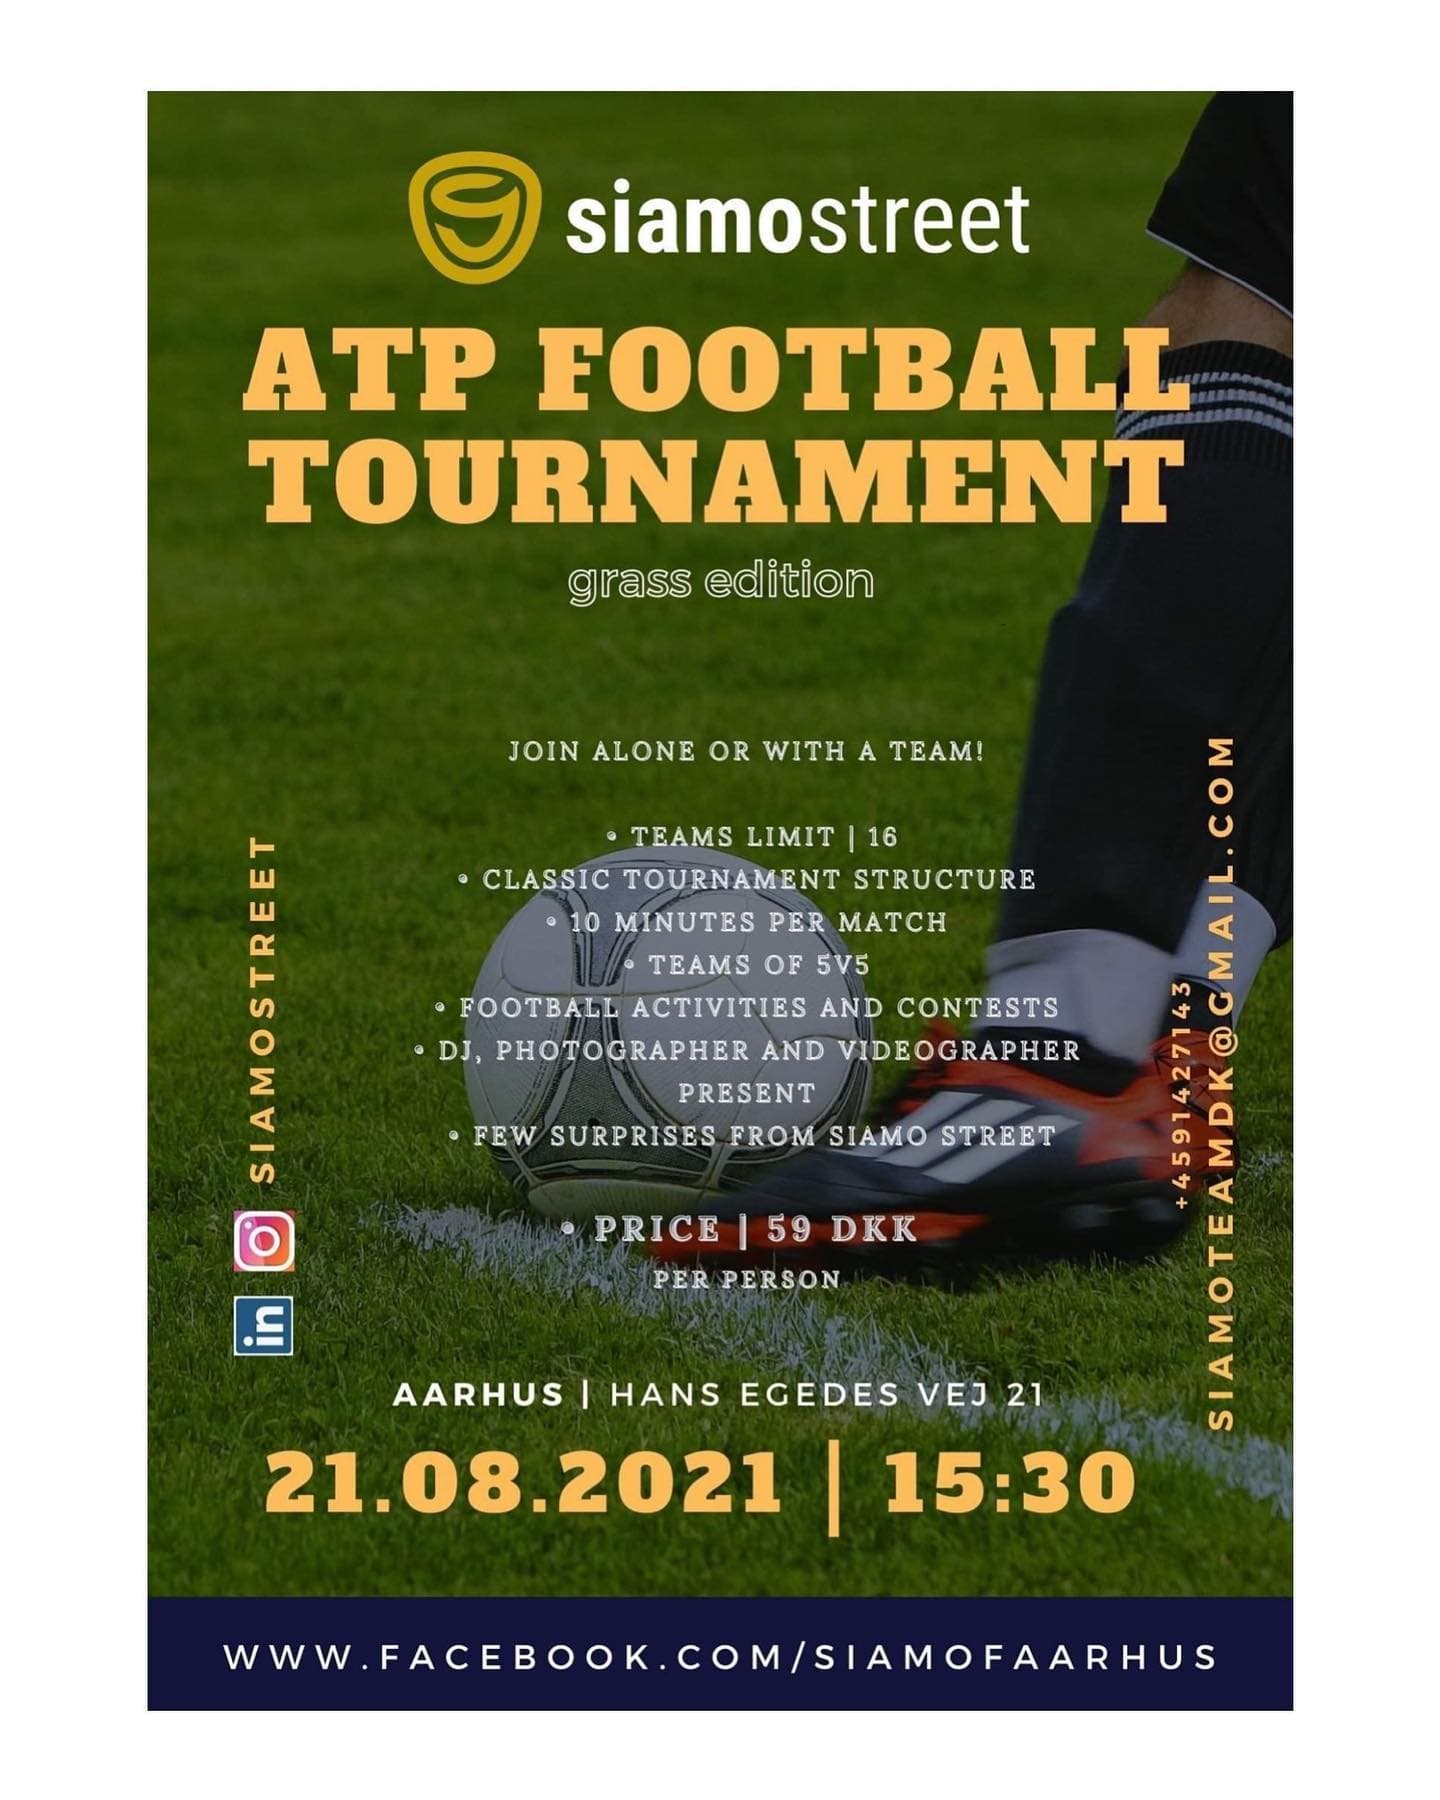 siamostreet
ATP FOOTBALL
TOURNAMENT
grass edition
JOIN ALONE OR WITH A TEAM!
• TEAMS LIMIT | 16
• CLASSIC TOURNAMENT STRUCTURE
• 10 MINUTES PER MATCH
• TEAMS OF 5V5
• FOOTBALL ACTIVITIES AND CONTESTS
• DJ, PHOTOGRAPHER AND VIDEOGRAPHER
PRESENT
• FEW SURPRISES FROM SIAMO STREET
• PRICE | 59 DKK
PER PERSON
SIAMOSTREET
in
+4591427143
SIAMOTEAMDK@GMAIL.COM
AARHUS | HANS EGEDES VEJ 21
21.08.2021 | 15:30
WWW.FACEBOOK.COM/SIAMOFAARHUS